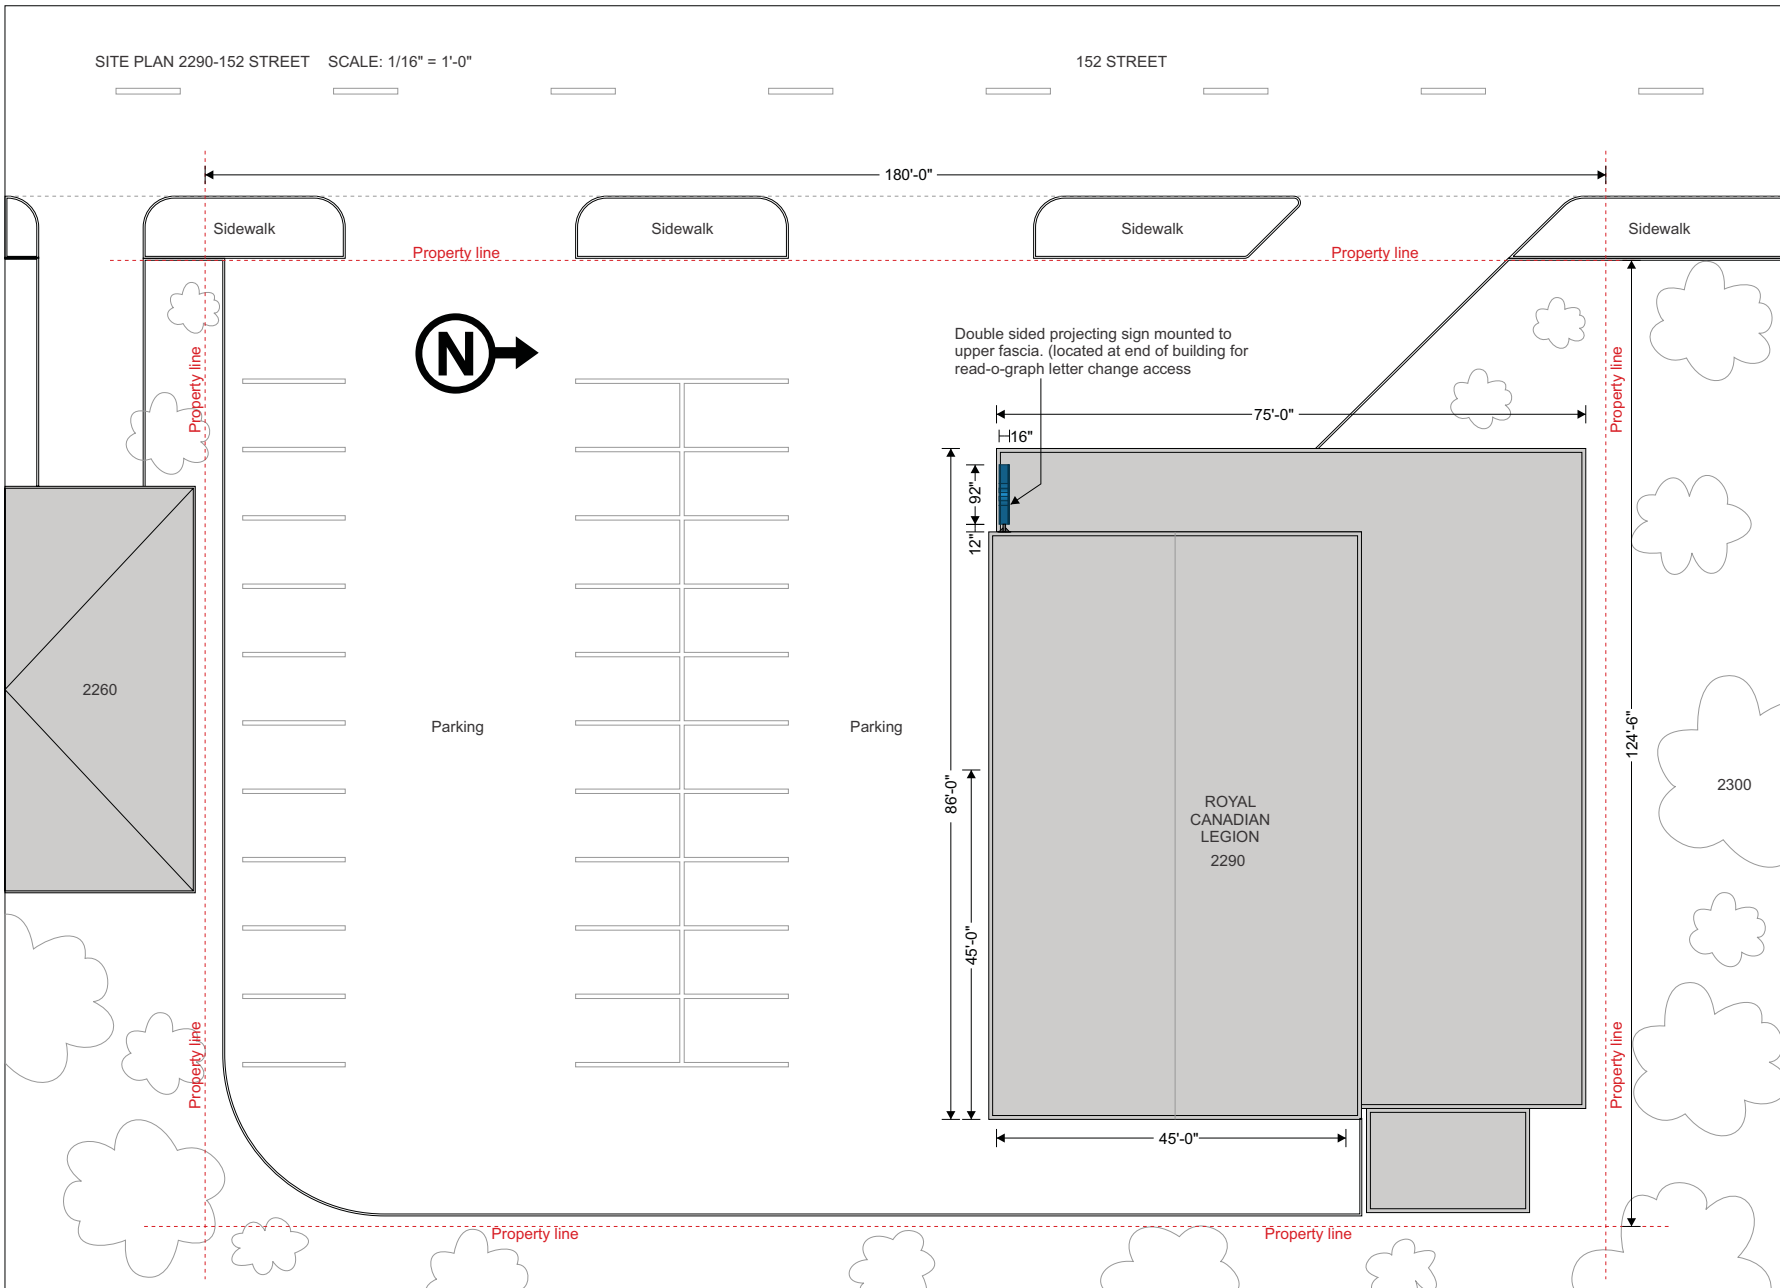 SITE PLAN 2290-152 STREET SCALE: 1/16" = 1'-0"
152 STREET
180'-0"
Sidewalk
Sidewalk
Sidewalk
Sidewalk
Property line
Property line
N
Double sided projecting sign mounted to
upper fascia. (located at end of building for
read-o-graph letter change access
Property line
Property line
75'-0"
16"
92"
12"
2260
Parking
Parking
86'-0"
45'-0"
ROYAL
CANADIAN
LEGION
2290
124'-6"
2300
Property line
Property line
45'-0"
Property line
Property line